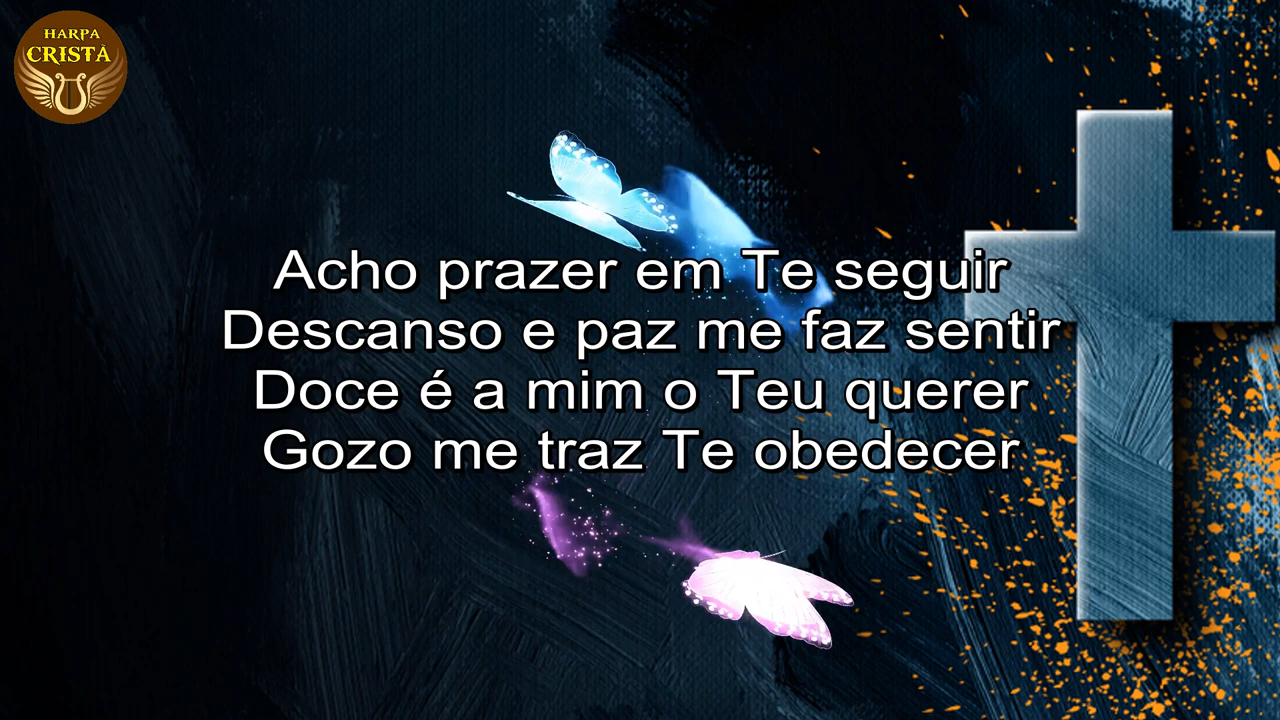 HARPA
CRISTÃ
Acho prazer em Te seguir
Descanso e paz me faz sentir
Doce é a mim o Teu querer
Gozo me traz Te obedecer